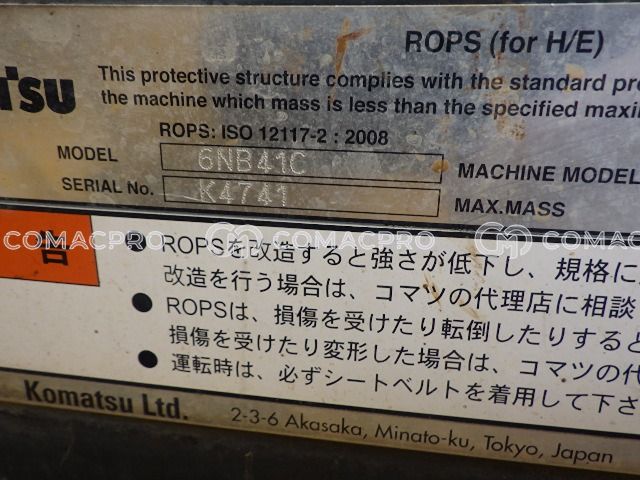 ROPS (for H/E)
This protective structure complies with the standard
the machine which mass is less than the specified
ROPS: ISO 12117-2 : 2008
MODEL 6NB41C MACHINE MODEL
SERIAL No. K4741 MAX.MASS
告
COMACPRO COMACPRO COMACPRO
● ROPSを改造すると強さが低下し、規格に
改造を行う場合は、コマツの代理店に相談
● ROPSは、損傷を受けたり転倒したりすると
損傷を受けたり変形した場合は、コマツの代
● 運転時は、必ずシートベルトを着用して下さ
Komatsu Ltd. 2-3-6 Akasaka, Minato-ku, Tokyo, Japan